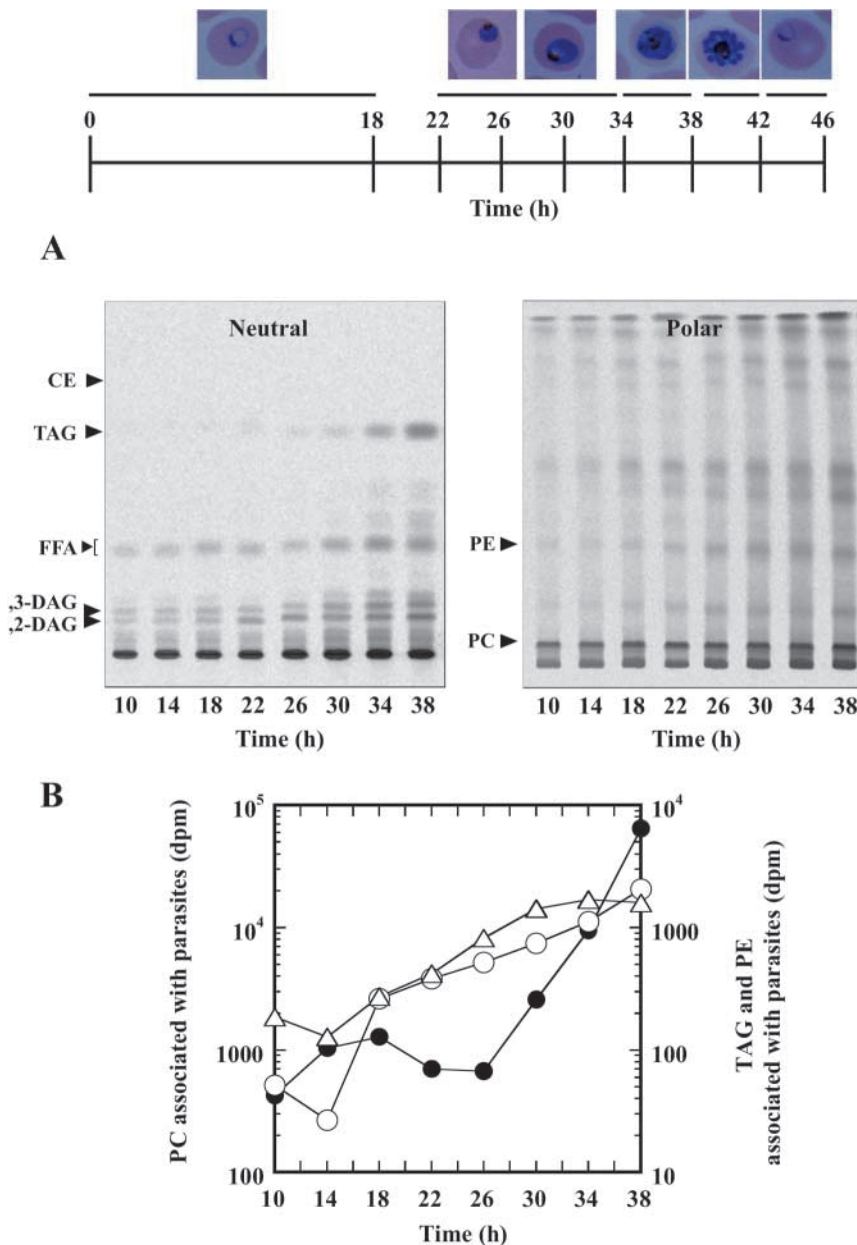 0 18 22 26 30 34 38 42 46
Time (h)
A
Neutral
Polar
CE
TAG
FFA
,3-DAG
,2-DAG
PE
PC
10 14 18 22 26 30 34 38
Time (h)
10 14 18 22 26 30 34 38
Time (h)
B
PC associated with parasites (dpm)
10^5
10^4
1000
100
10^4
1000
100
10
TAG and PE
associated with parasites (dpm)
10 14 18 22 26 30 34 38
Time (h)